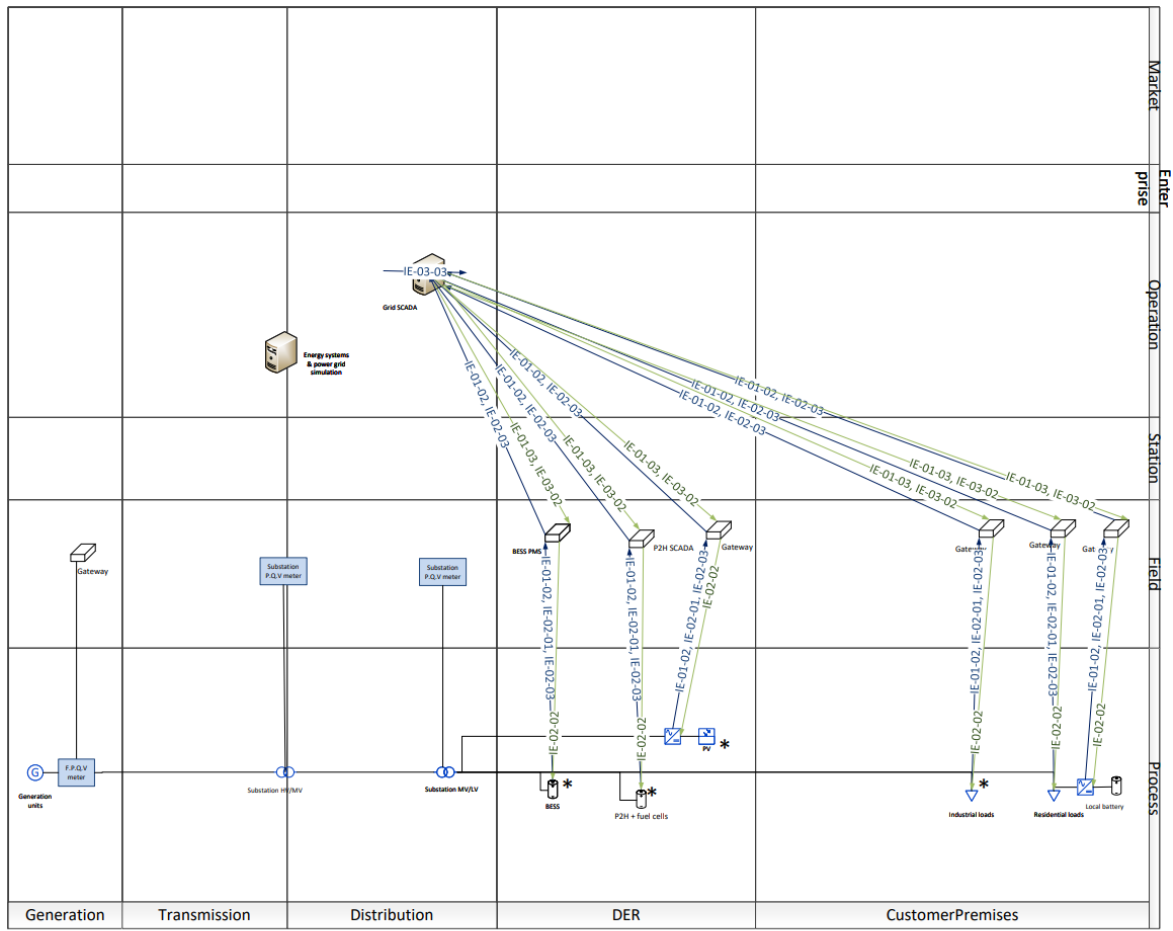 Market
Enter
prise
Operation
IE-03-03
Grid SCADA
Energy systems
& power grid
simulation
IE-01-02, IE-02-03
IE-01-02, IE-02-03
IE-01-02, IE-02-03
IE-01-02, IE-02-03
IE-01-02, IE-02-03
IE-01-02, IE-02-03
Station
IE-01-03, IE-03-02
IE-01-03, IE-03-02
IE-01-03, IE-03-02
IE-01-03, IE-03-02
IE-01-03, IE-03-02
IE-01-03, IE-03-02
Field
Gateway
Substation
P.Q.V meter
Substation
P.Q.V meter
BESS PMS
P2H SCADA
Gateway
Gateway
IE-01-02, IE-02-01, IE-02-03
IE-01-02, IE-02-01, IE-02-03
IE-01-02, IE-02-01, IE-02-03
IE-02-02
IE-01-02, IE-02-01, IE-02-03
IE-01-02, IE-02-01, IE-02-03
IE-01-02, IE-02-01, IE-02-03
IE-02-02
IE-02-02
IE-02-02
IE-02-02
IE-02-02
Process
PV *
G
Generation
units
F.P.Q.V
meter
Substation HV/MV
Substation MV/LV
*
BESS
*
P2H + fuel cells
*
Industrial loads
Residential loads
Local battery
Generation
Transmission
Distribution
DER
CustomerPremises